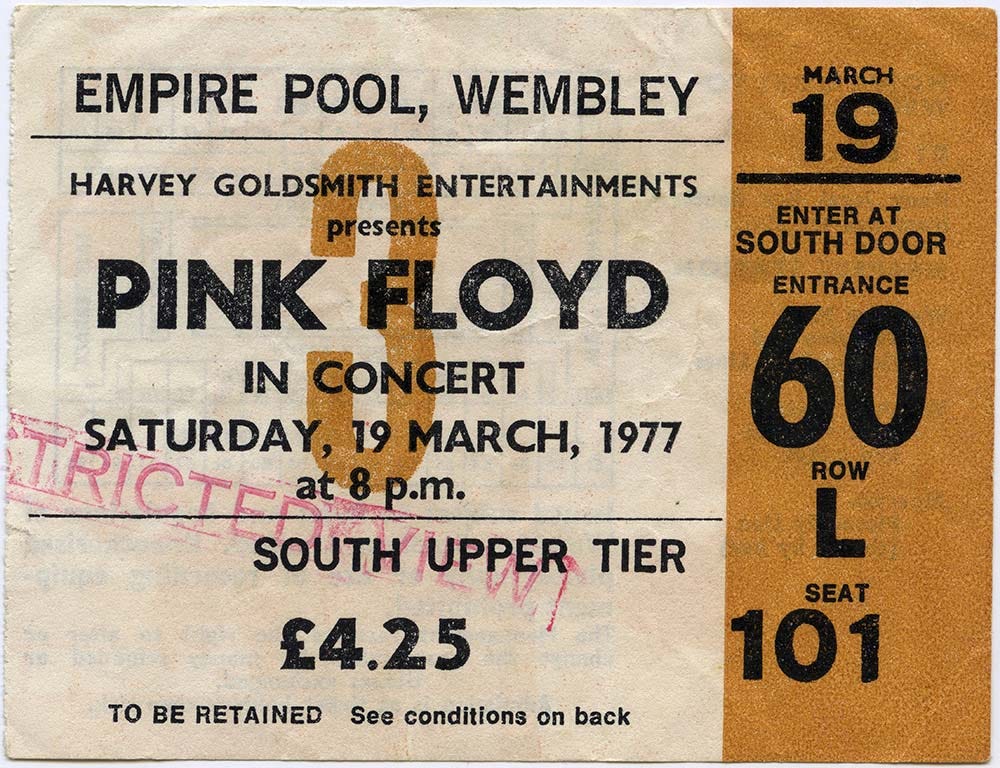 EMPIRE POOL, WEMBLEY
3
HARVEY GOLDSMITH ENTERTAINMENTS
presents
PINK FLOYD
IN CONCERT
SATURDAY, 19 MARCH, 1977
at 8 p.m.
STRICTED VIEW
SOUTH UPPER TIER
£4.25
TO BE RETAINED See conditions on back
MARCH
19
ENTER AT
SOUTH DOOR
ENTRANCE
60
ROW
L
SEAT
101